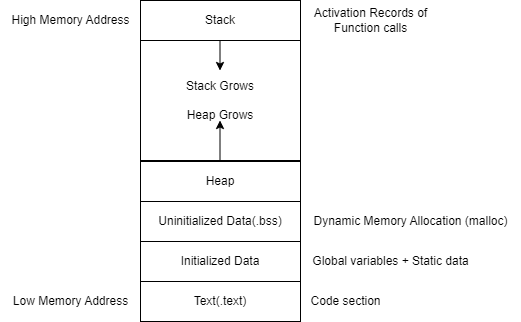 High Memory Address
Stack
Activation Records of
Function calls
Stack Grows
Heap Grows
Heap
Uninitialized Data(.bss)
Dynamic Memory Allocation (malloc)
Initialized Data
Global variables + Static data
Low Memory Address
Text(.text)
Code section